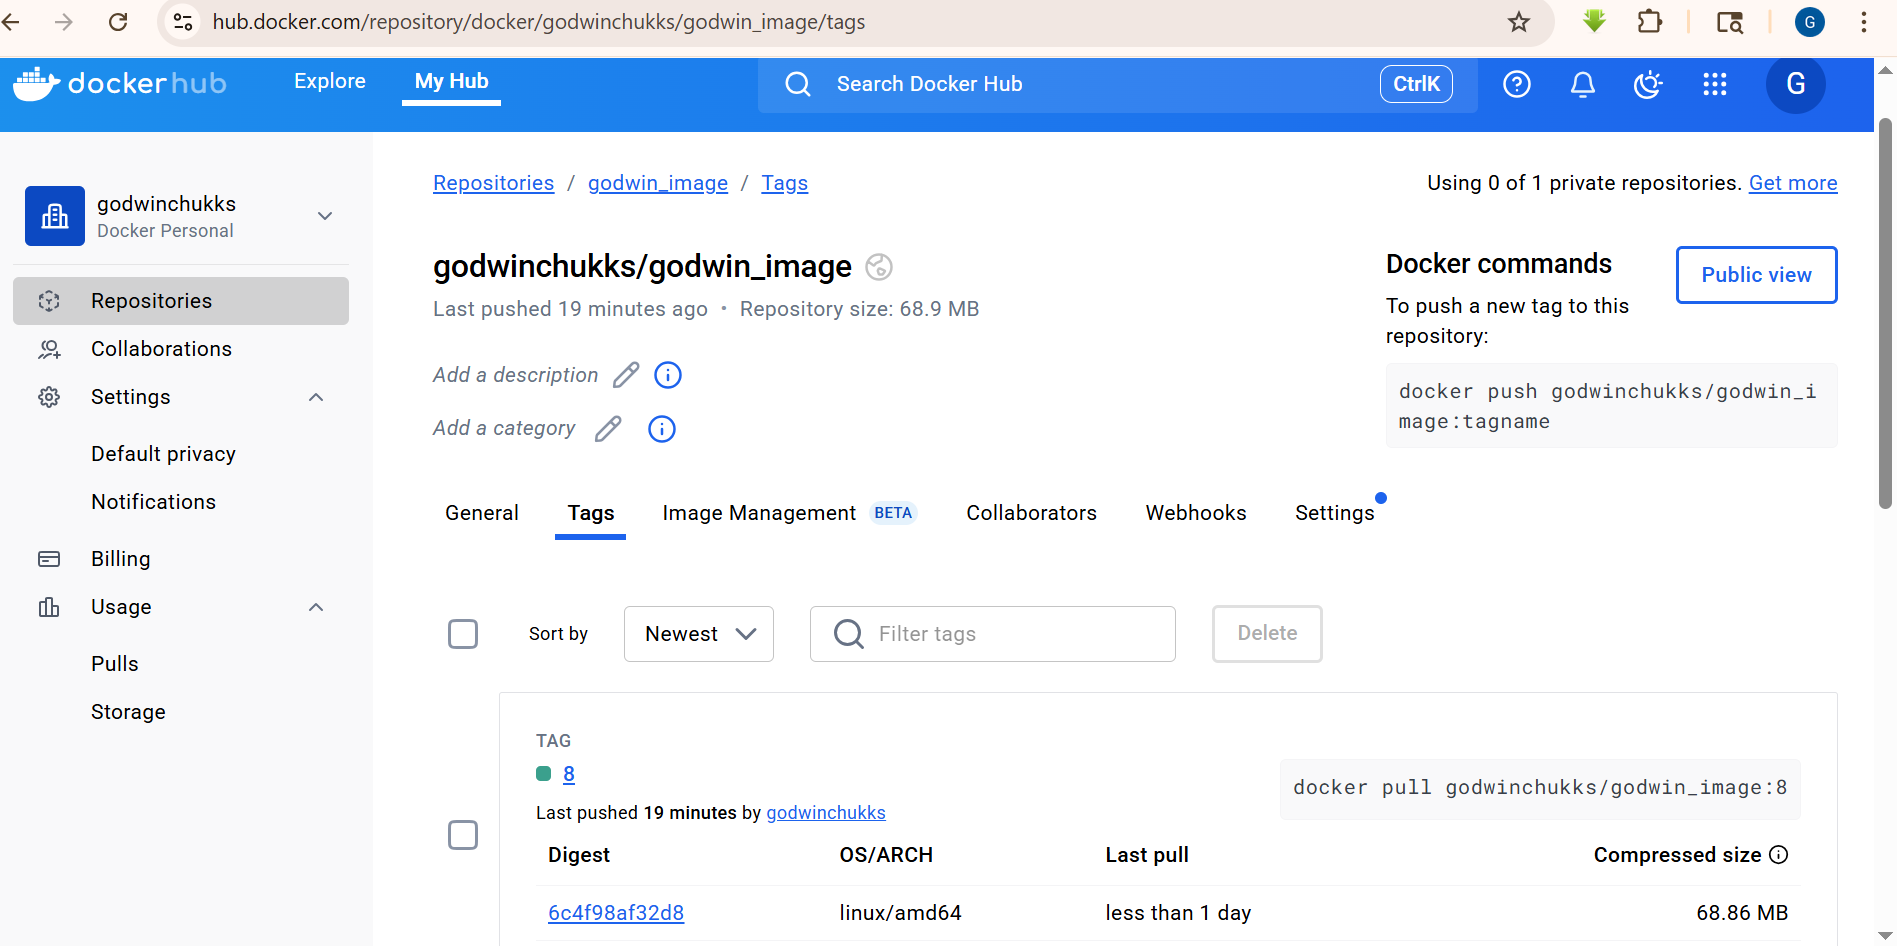 hub.docker.com/repository/docker/godwinchukks/godwin_image/tags
G
dockerhub
Explore
My Hub
Search Docker Hub
CtrlK
G
godwinchukks
Docker Personal
Repositories
Collaborations
Settings
Default privacy
Notifications
Billing
Usage
Pulls
Storage
Repositories / godwin_image / Tags
Using 0 of 1 private repositories. Get more
godwinchukks/godwin_image
Last pushed 19 minutes ago • Repository size: 68.9 MB
Add a description
Add a category
Docker commands
Public view
To push a new tag to this
repository:
docker push godwinchukks/godwin_i
mage:tagname
General
Tags
Image Management BETA
Collaborators
Webhooks
Settings
Sort by
Newest
Filter tags
Delete
TAG
8
Last pushed 19 minutes by godwinchukks
docker pull godwinchukks/godwin_image:8
Digest OS/ARCH Last pull Compressed size
6c4f98af32d8 linux/amd64 less than 1 day 68.86 MB